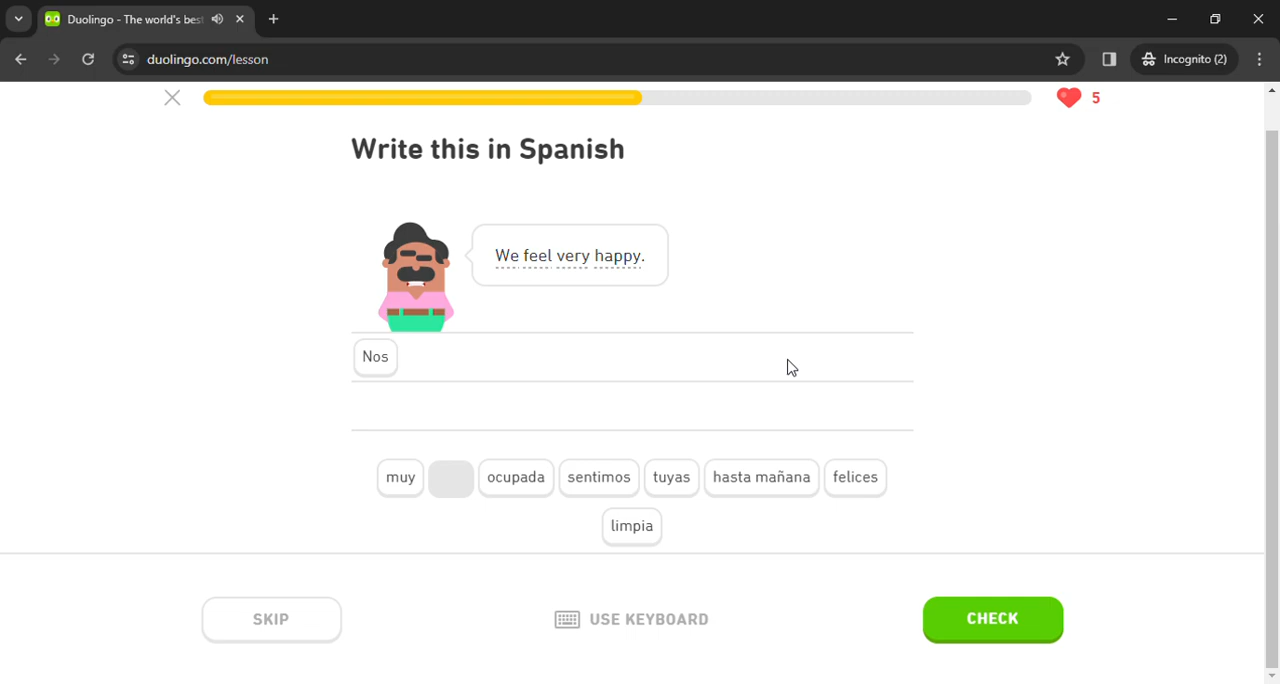 Duolingo - The world's bes
duolingo.com/lesson
Incognito (2)
5
Write this in Spanish
We feel very happy.
Nos
muy ocupada sentimos tuyas hasta mañana felices
limpia
SKIP
USE KEYBOARD
CHECK